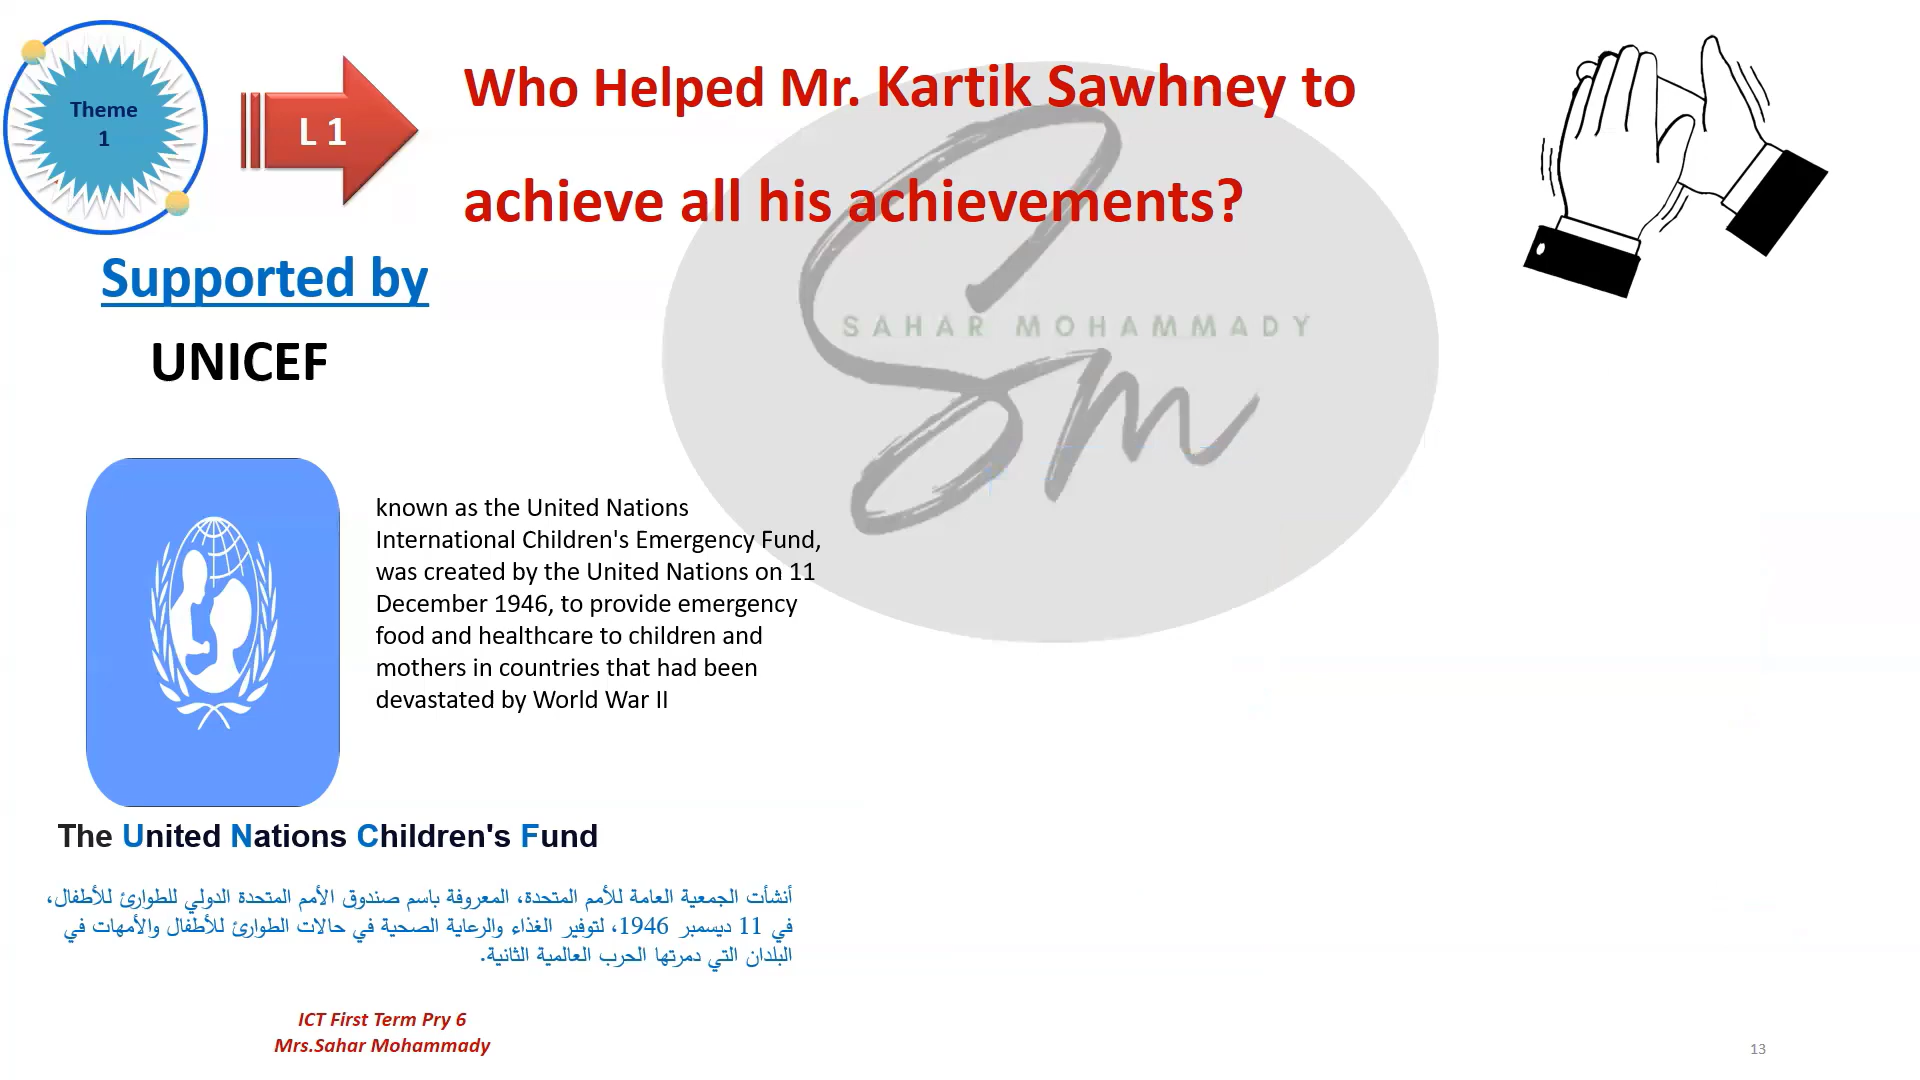 Theme
1
L 1
Who Helped Mr. Kartik Sawhney to
achieve all his achievements?
Supported by
UNICEF
SAHAR MOHAMMADY
Sm
known as the United Nations
International Children's Emergency Fund,
was created by the United Nations on 11
December 1946, to provide emergency
food and healthcare to children and
mothers in countries that had been
devastated by World War II
The United Nations Children's Fund
أنشأت الجمعية العامة للأمم المتحدة، المعروفة باسم صندوق الأمم المتحدة الدولي للطوارئ للأطفال،
في 11 ديسمبر 1946، لتوفير الغذاء والرعاية الصحية في حالات الطوارئ للأطفال والأمهات في
البلدان التي دمرتها الحرب العالمية الثانية.
ICT First Term Pry 6
Mrs.Sahar Mohammady
13